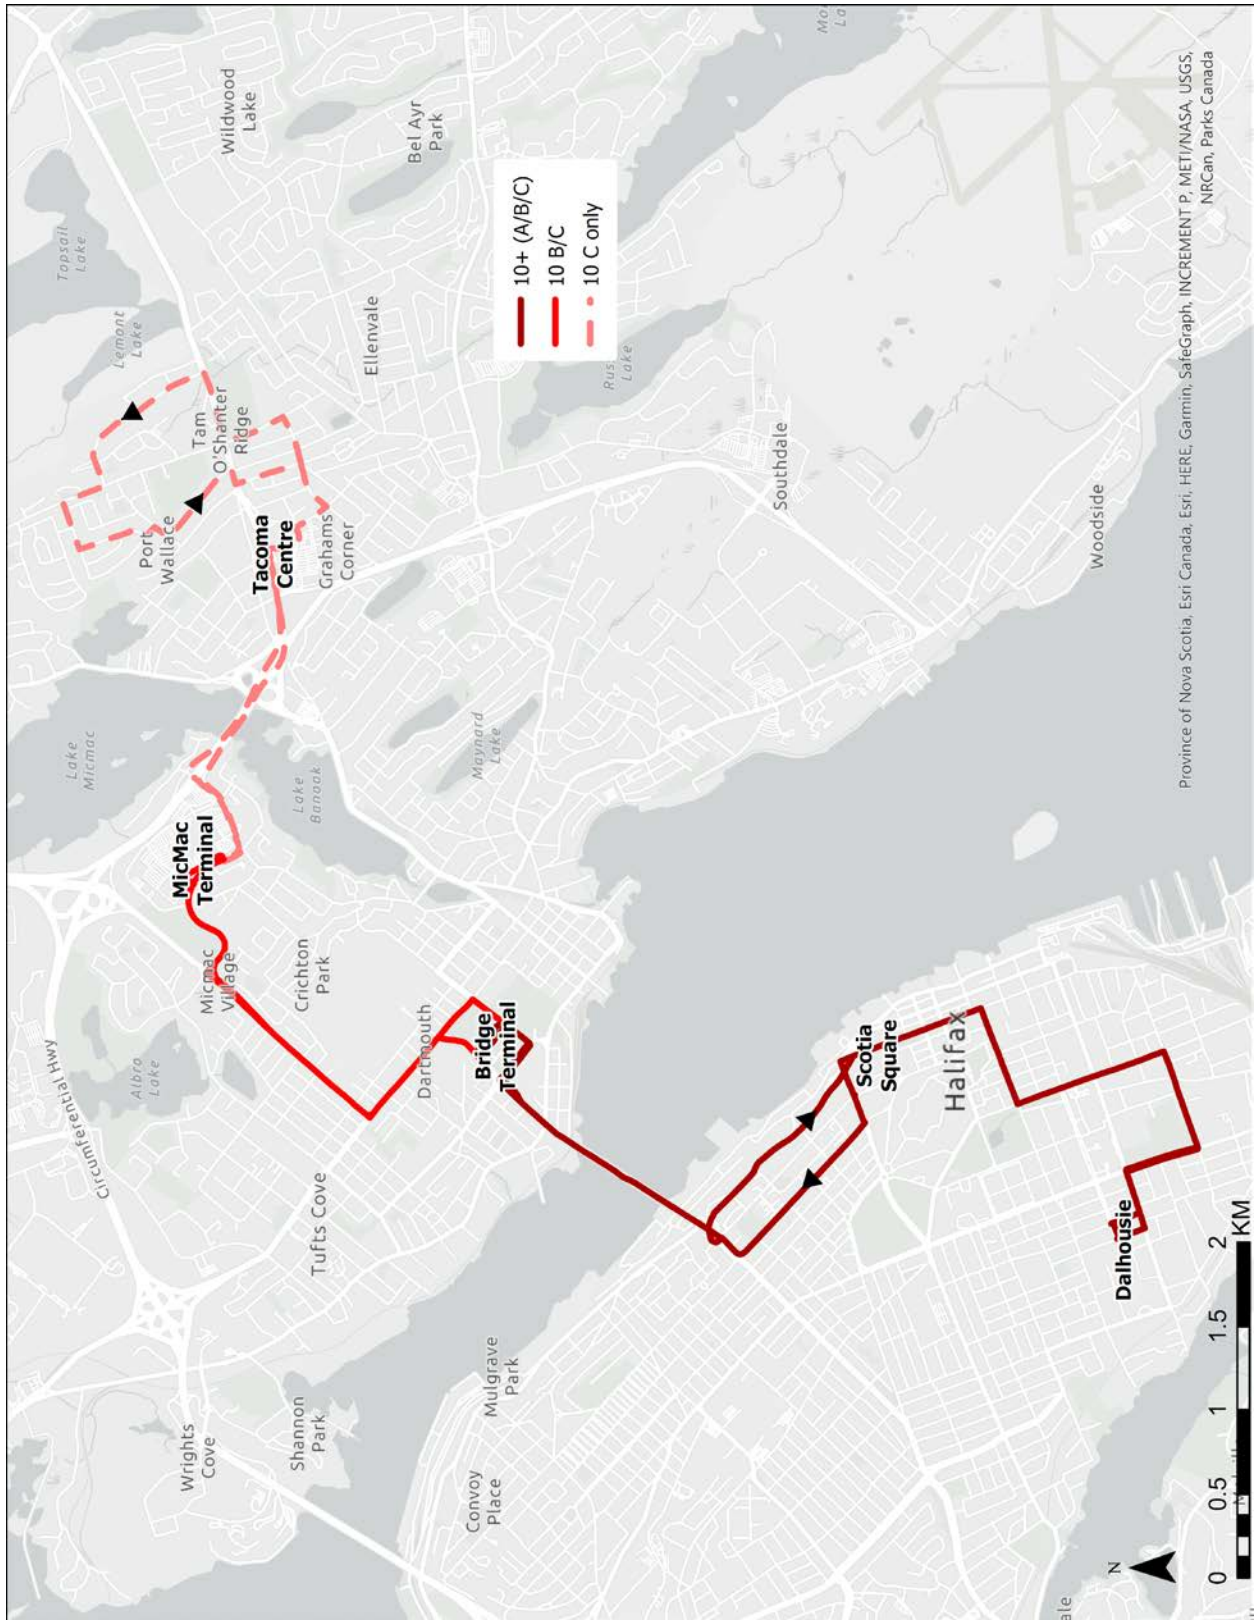 Wrights
Cove
Circumferential Hwy
Albro
Lake
Lake
Micmac
Topsail
Lake
Lemont
Lake
Port
Wallace
MicMac
Terminal
Micmac
Village
Tam
O'Shanter
Ridge
Wildwood
Lake
Shannon
Park
Tufts Cove
Crichton
Park
Lake
Banook
Tacoma
Centre
Grahams
Corner
Ellenvale
Bel Ayr
Park
Dartmouth
Convoy
Place
Mulgrave
Park
Bridge
Terminal
Maynard
Lake
10+ (A/B/C)
10 B/C
10 C only
Lake
Southdale
Scotia
Square
Halifax
Woodside
Dalhousie
N
0 0.5 1 1.5 2
KM
Province of Nova Scotia, Esri Canada, Esri, HERE, Garmin, SafeGraph, INCREMENT P, METI/NASA, USGS,
NRCan, Parks Canada